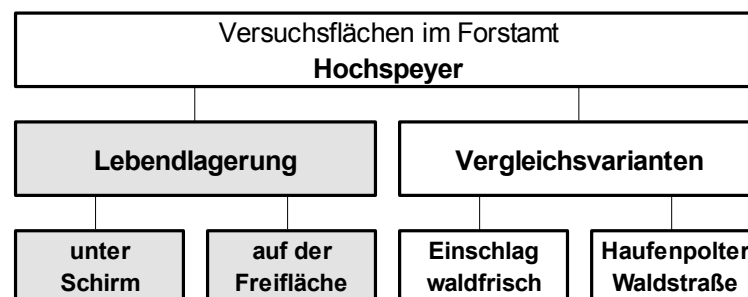 Versuchsflächen im Forstamt
Hochspeyer
Lebendlagerung
Vergleichsvarianten
unter
Schirm
auf der
Freifläche
Einschlag
waldfrisch
Haufenpolter
Waldstraße